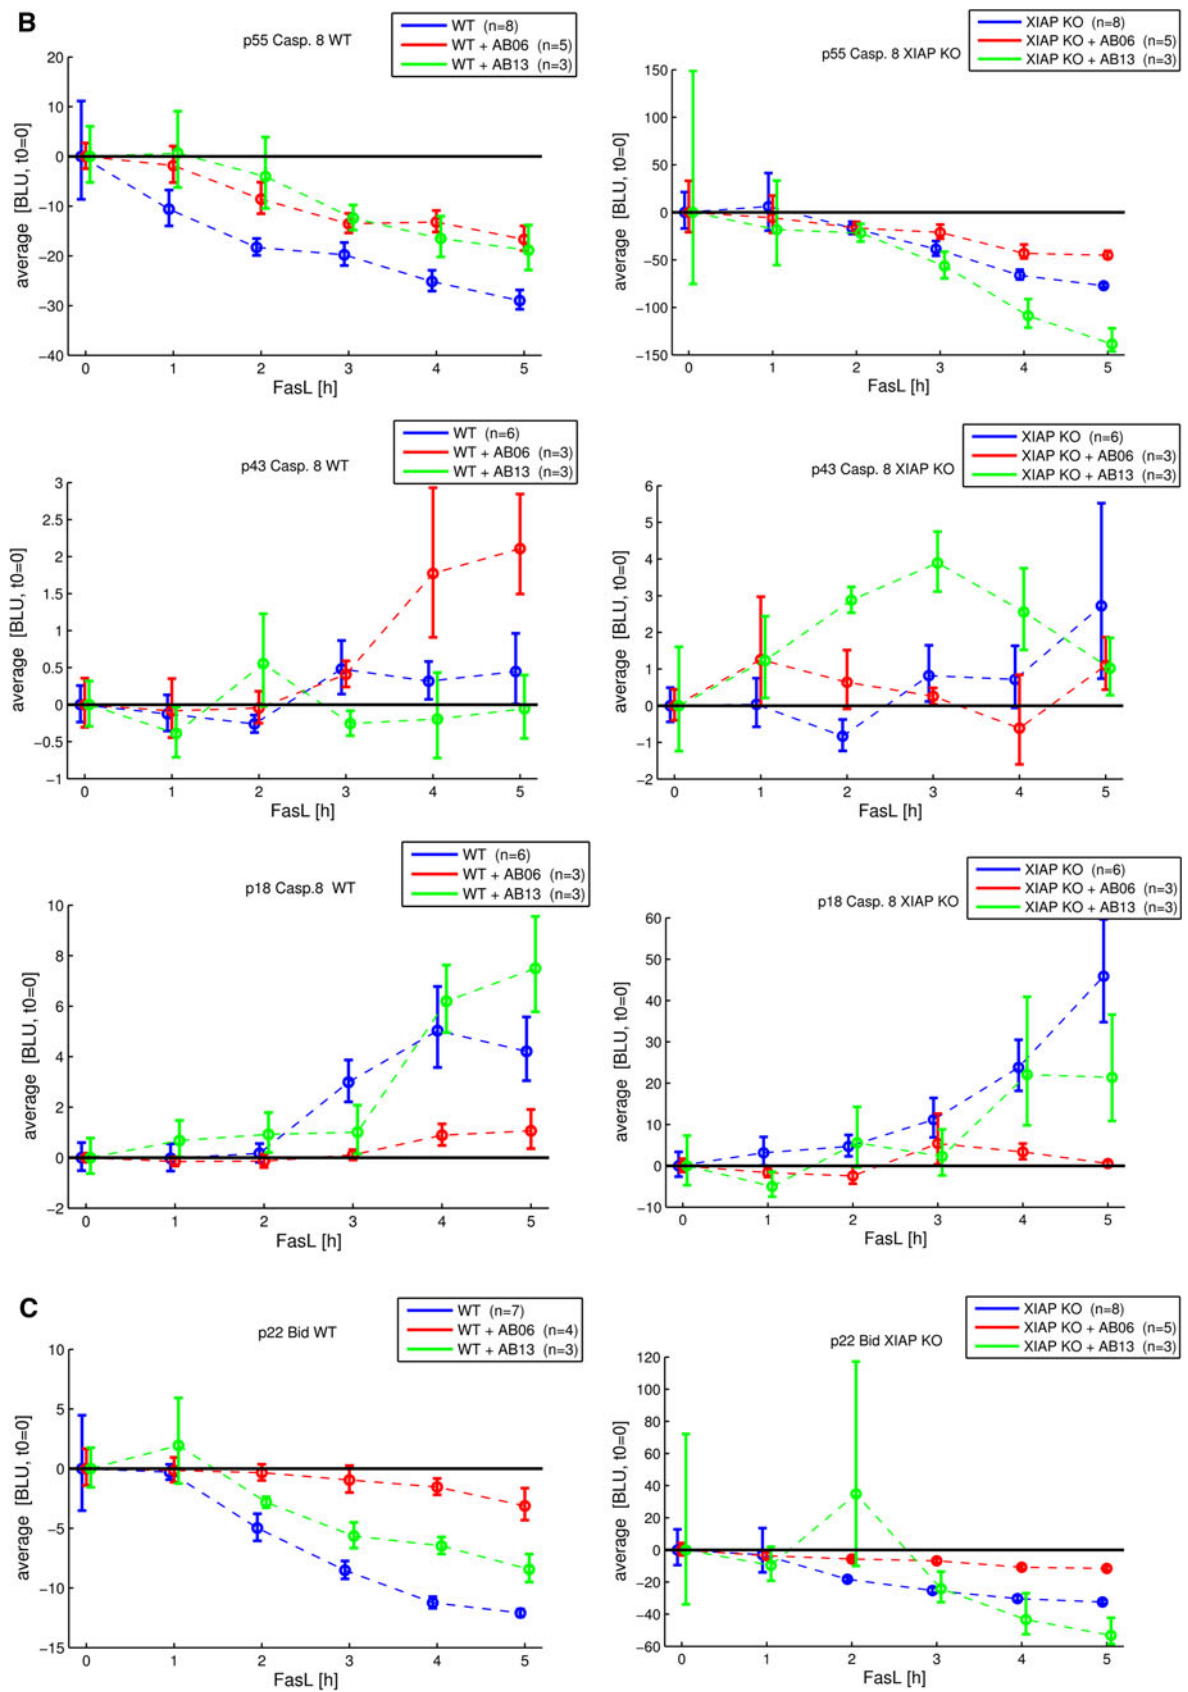 B
p55 Casp. 8 WT
WT (n=8)
WT + AB06 (n=5)
WT + AB13 (n=3)
average [BLU, t0=0]
20
10
0
−10
−20
−30
−40
0 1 2 3 4 5
FasL [h]
p55 Casp. 8 XIAP KO
XIAP KO (n=8)
XIAP KO + AB06 (n=5)
XIAP KO + AB13 (n=3)
average [BLU, t0=0]
150
100
50
0
−50
−100
−150
0 1 2 3 4 5
FasL [h]
p43 Casp. 8 WT
WT (n=6)
WT + AB06 (n=3)
WT + AB13 (n=3)
average [BLU, t0=0]
3
2.5
2
1.5
1
0.5
0
−0.5
−1
0 1 2 3 4 5
FasL [h]
p43 Casp. 8 XIAP KO
XIAP KO (n=6)
XIAP KO + AB06 (n=3)
XIAP KO + AB13 (n=3)
average [BLU, t0=0]
6
5
4
3
2
1
0
−1
−2
0 1 2 3 4 5
FasL [h]
p18 Casp.8 WT
WT (n=6)
WT + AB06 (n=3)
WT + AB13 (n=3)
average [BLU, t0=0]
10
8
6
4
2
0
−2
0 1 2 3 4 5
FasL [h]
p18 Casp. 8 XIAP KO
XIAP KO (n=6)
XIAP KO + AB06 (n=3)
XIAP KO + AB13 (n=3)
average [BLU, t0=0]
60
50
40
30
20
10
0
−10
0 1 2 3 4 5
FasL [h]
C
p22 Bid WT
WT (n=7)
WT + AB06 (n=4)
WT + AB13 (n=3)
average [BLU, t0=0]
10
5
0
−5
−10
−15
0 1 2 3 4 5
FasL [h]
p22 Bid XIAP KO
XIAP KO (n=8)
XIAP KO + AB06 (n=5)
XIAP KO + AB13 (n=3)
average [BLU, t0=0]
120
100
80
60
40
20
0
−20
−40
−60
0 1 2 3 4 5
FasL [h]